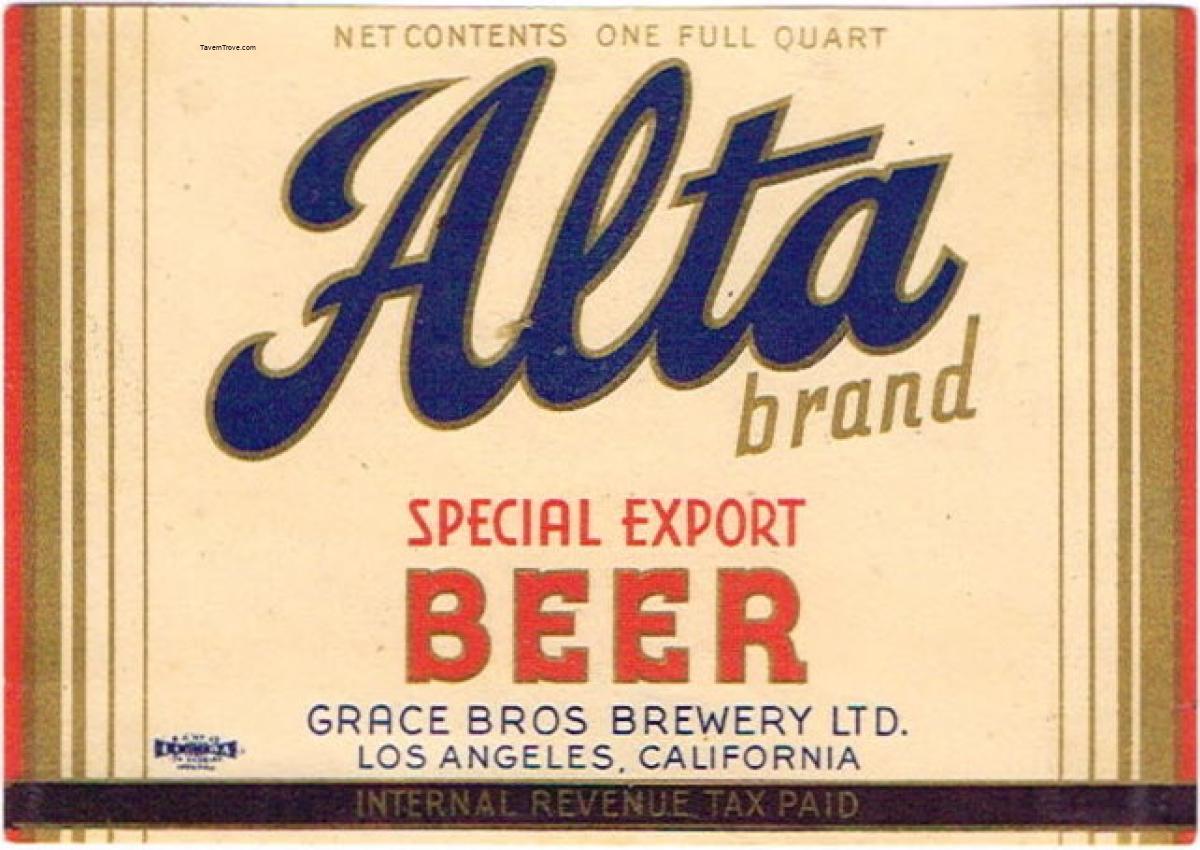 NET CONTENTS ONE FULL QUART
TavernTrove.com
Alta
brand
SPECIAL EXPORT
BEER
GRACE BROS BREWERY LTD.
LOS ANGELES, CALIFORNIA
INTERNAL REVENUE TAX PAID